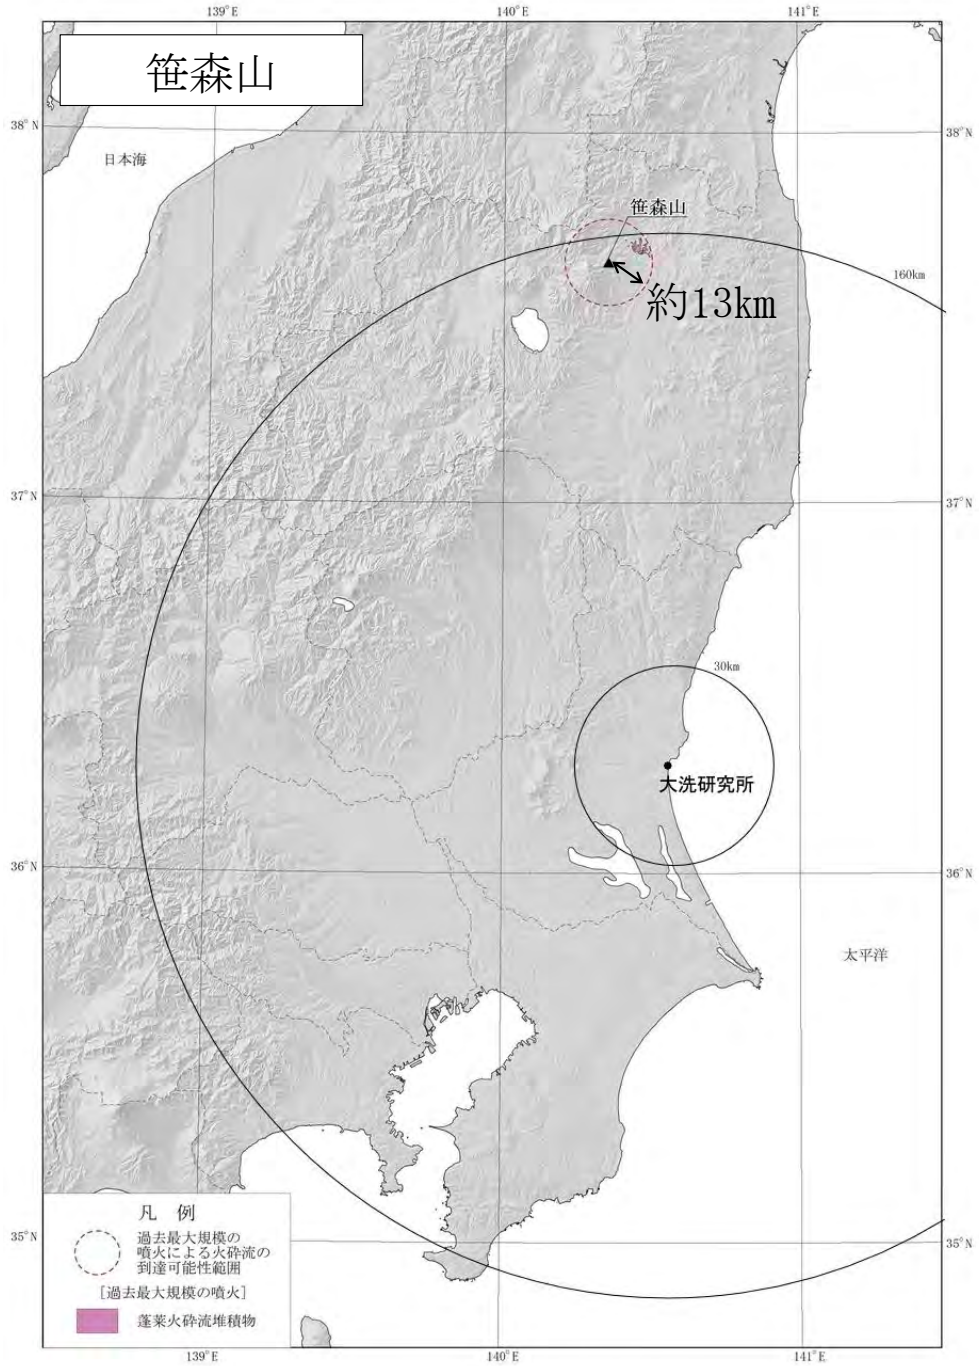 139°E
140°E
141°E
笹森山
38°N
38°N
日本海
笹森山
160km
約13km
37°N
37°N
30km
大洗研究所
36°N
36°N
太平洋
凡 例
過去最大規模の
噴火による火砕流の
到達可能性範囲
[過去最大規模の噴火]
蓬莱火砕流堆積物
35°N
35°N
139°E
140°E
141°E